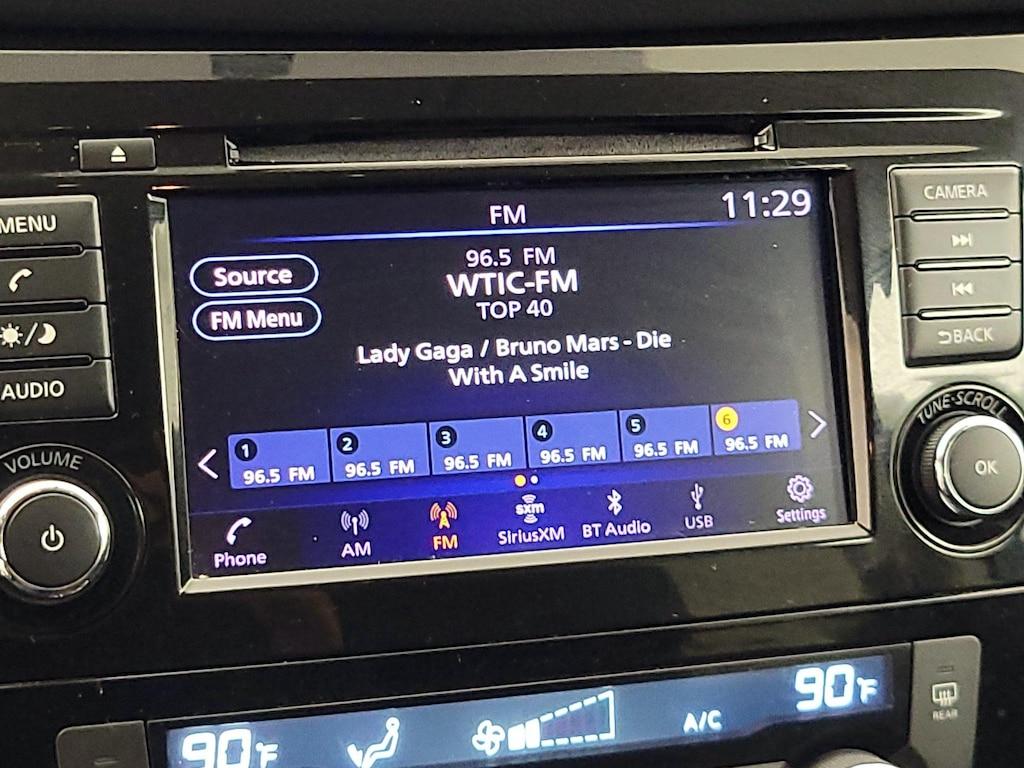 MENU
AUDIO
VOLUME
FM
11:29
Source
FM Menu
96.5 FM
WTIC-FM
TOP 40
Lady Gaga / Bruno Mars - Die
With A Smile
1
96.5 FM
2
96.5 FM
3
96.5 FM
4
96.5 FM
5
96.5 FM
6
96.5 FM
Phone
AM
FM
sxm
SiriusXM
BT Audio
USB
Settings
CAMERA
BACK
TUNE·SCROLL
OK
90°F
A/C
90°F
REAR